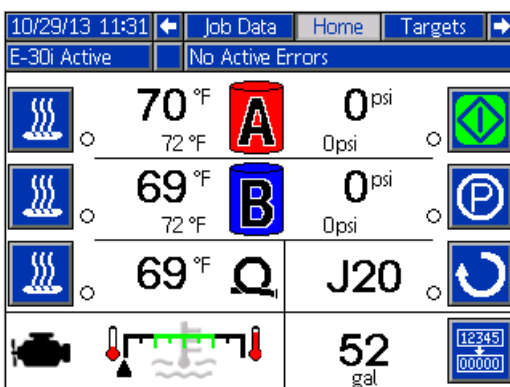 10/29/13 11:31 Job Data Home Targets
E-30i Active No Active Errors
70 °F A 0 psi
72 °F 0psi
69 °F B 0 psi
72 °F 0psi
P
69 °F J20
52
gal
12345
00000